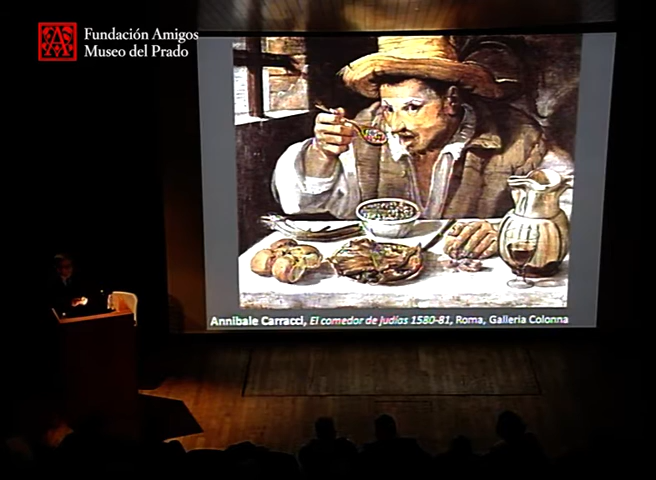 Fundación Amigos
Museo del Prado
Annibale Carracci, El comedor de judías 1580-81, Roma, Galleria Colonna